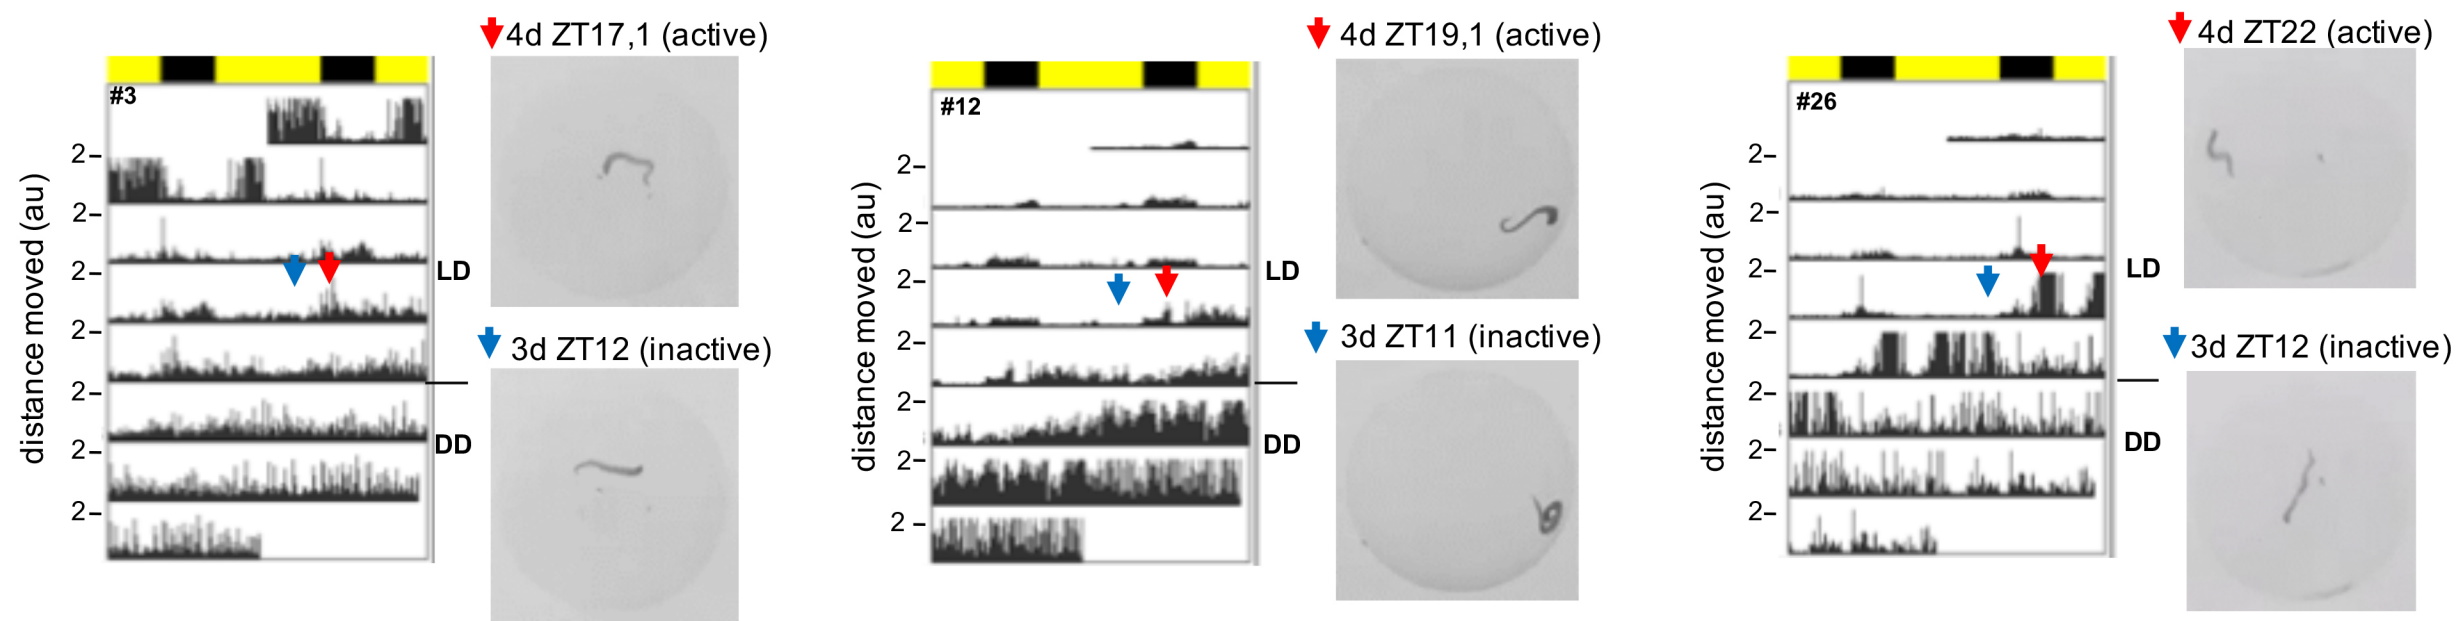 4d ZT17,1 (active)
#3
2
2
2
2
2
2
2
distance moved (au)
LD
DD
3d ZT12 (inactive)
4d ZT19,1 (active)
#12
2
2
2
2
2
2
2
distance moved (au)
LD
DD
3d ZT11 (inactive)
4d ZT22 (active)
#26
2
2
2
2
2
2
2
distance moved (au)
LD
DD
3d ZT12 (inactive)